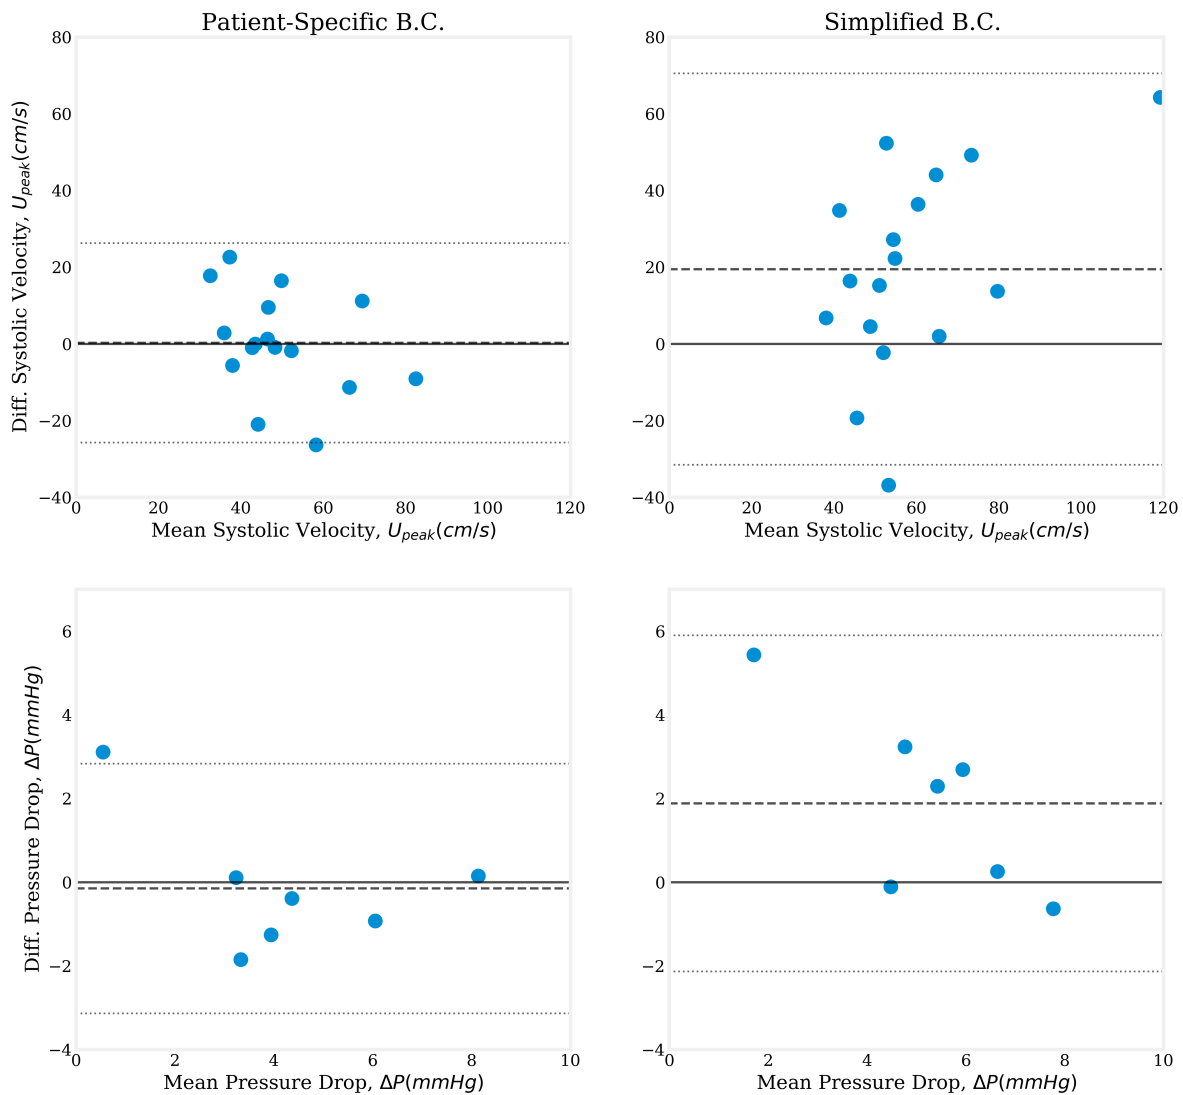 Patient-Specific B.C.
Simplified B.C.
80
60
40
20
0
−20
−40
Diff. Systolic Velocity, U_peak(cm/s)
0 20 40 60 80 100 120
Mean Systolic Velocity, U_peak(cm/s)
80
60
40
20
0
−20
−40
0 20 40 60 80 100 120
Mean Systolic Velocity, U_peak(cm/s)
6
4
2
0
−2
−4
Diff. Pressure Drop, ΔP(mmHg)
0 2 4 6 8 10
Mean Pressure Drop, ΔP(mmHg)
6
4
2
0
−2
−4
0 2 4 6 8 10
Mean Pressure Drop, ΔP(mmHg)